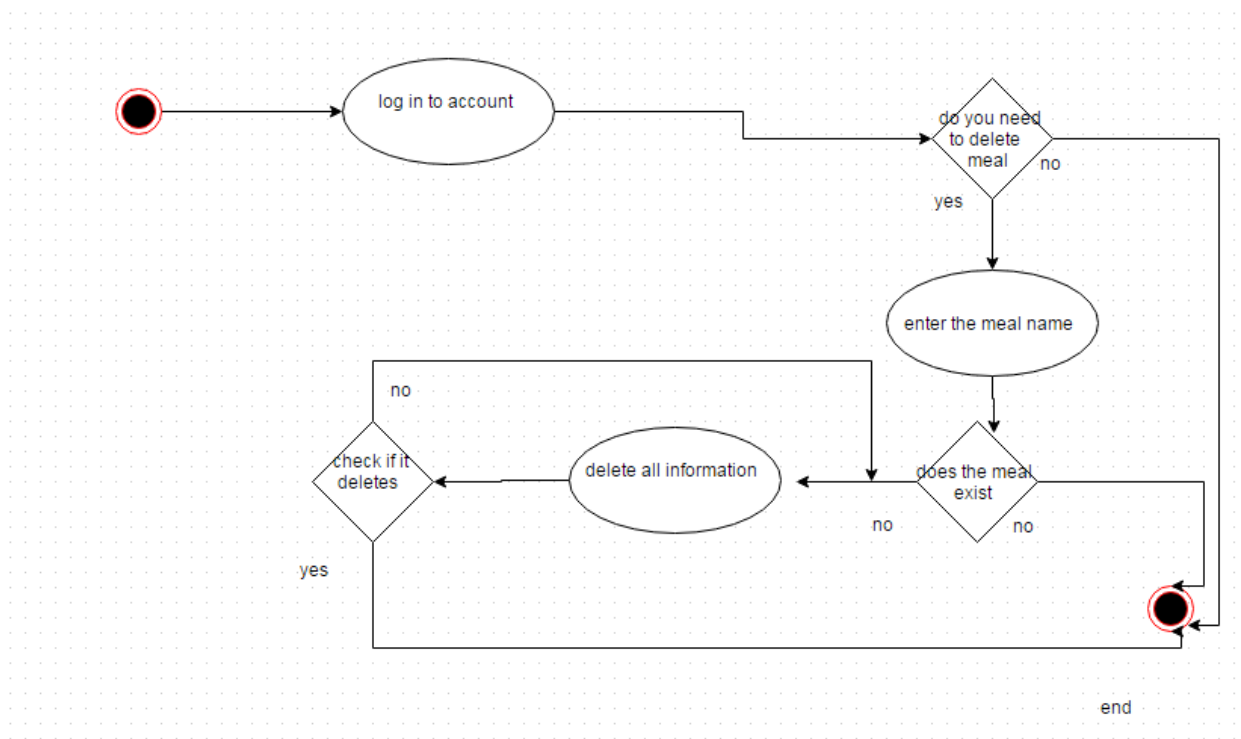 log in to account
do you need
to delete
meal
no
yes
enter the meal name
no
check if it
deletes
delete all information
does the meal
exist
no
no
yes
end